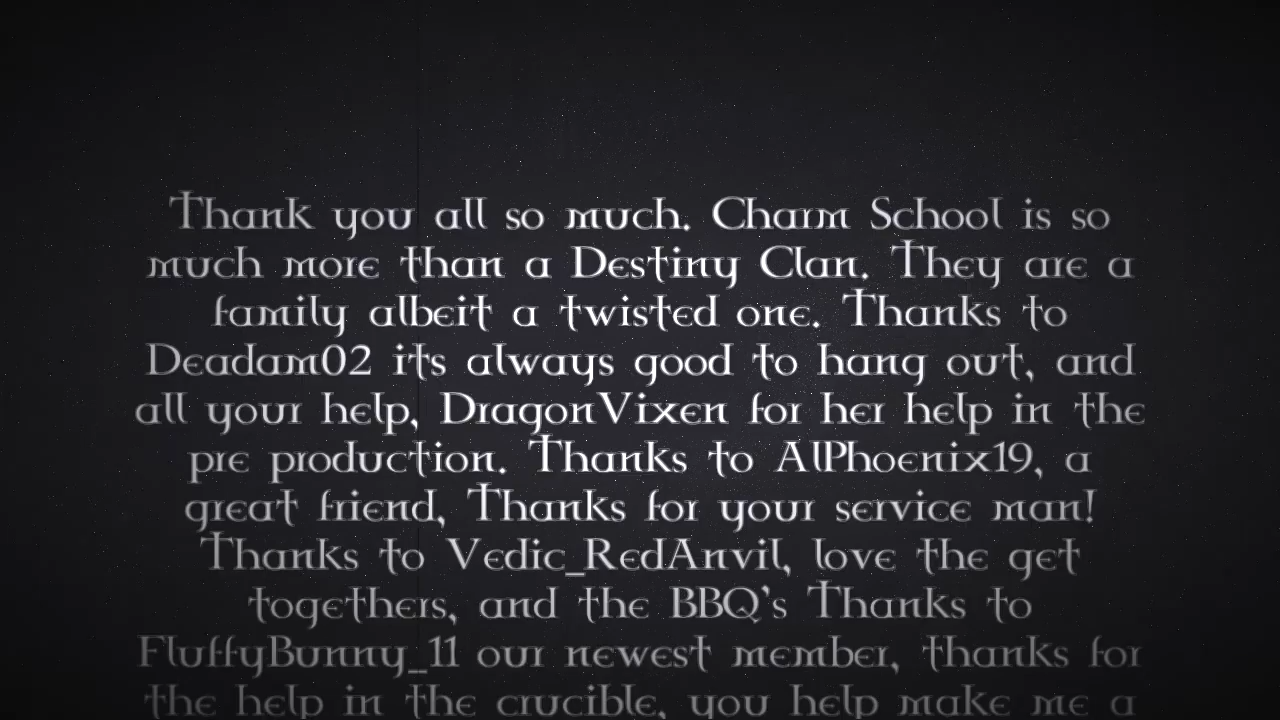 Thank you all so much. Charm School is so
much more than a Destiny Clan. They are a
family albeit a twisted one. Thanks to
Deadam02 its always good to hang out, and
all your help, DragonVixen for her help in the
pre production. Thanks to AlPhoenix19, a
great friend, Thanks for your service man!
Thanks to Vedic_RedAnvil, love the get
togethers, and the BBQ's Thanks to
FluffyBunny_11 our newest member, thanks for
the help in the crucible, you help make me a